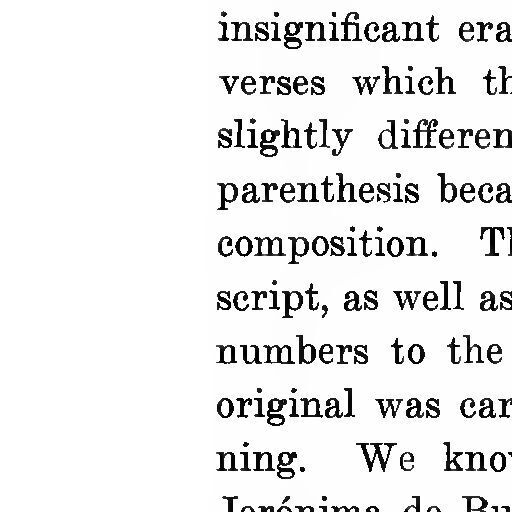 insignificant era
verses which th
slightly differen
parenthesis beca
composition. Th
script, as well as
numbers to the
original was car
ning. We know
Jerónima de Bu